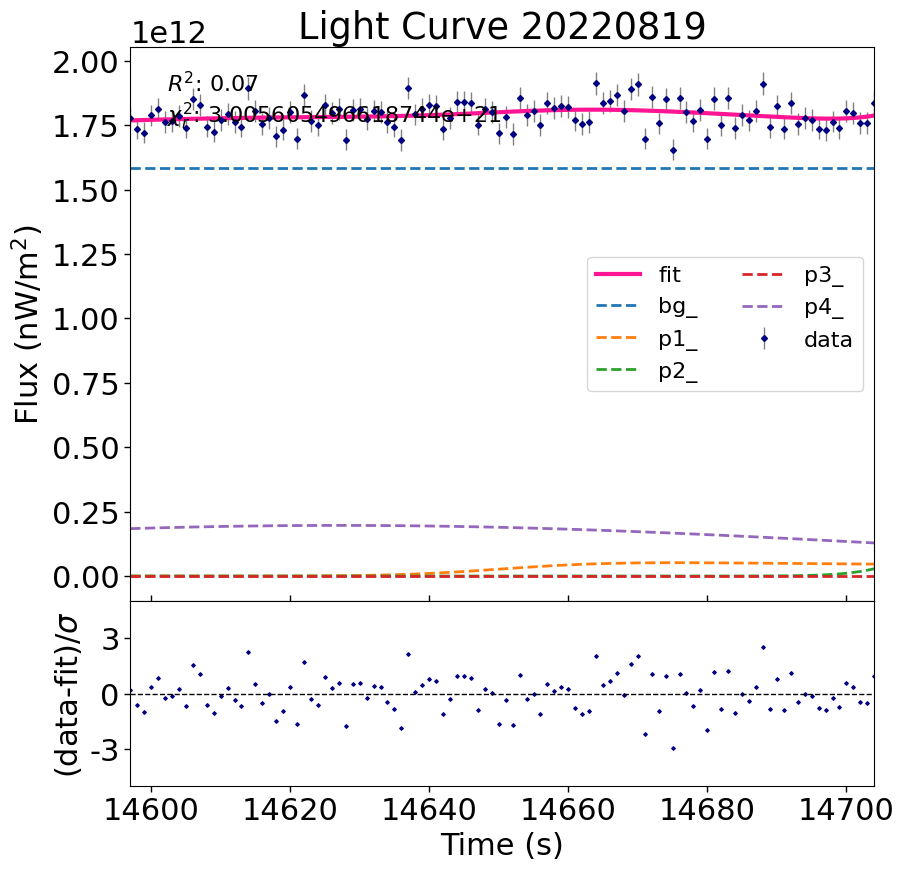 Light Curve 20220819
1e12
R²: 0.07
2.00
1.75
1.50
1.25
1.00
0.75
0.50
0.25
0.00
Flux (nW/m²)
fit
bg_
p1_
p2_
p3_
p4_
data
3
0
-3
(data-fit)/σ
14600 14620 14640 14660 14680 14700
Time (s)